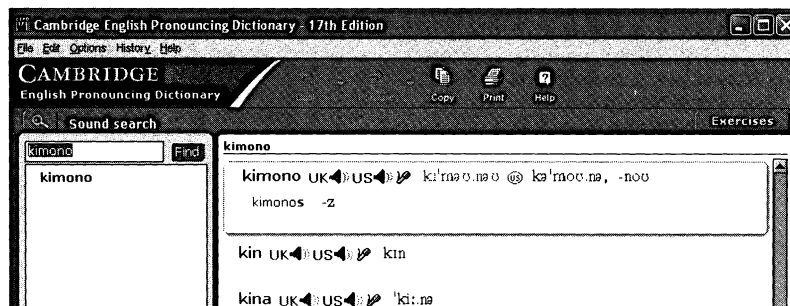 Cambridge English Pronouncing Dictionary - 17th Edition
File Edit Options History Help
CAMBRIDGE
English Pronouncing Dictionary
Copy Print Help
Sound search
Exercises
kimono Find
kimono
kimono
kimono UK US kɪˈməʊ.nəʊ US kəˈmoʊ.nə, -noʊ
kimonos -z
kin UK US kɪn
kina UK US ˈkiː.nə